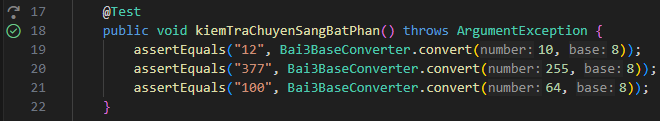 17 @Test
18 public void kiemTraChuyenSangBatPhan() throws ArgumentException {
19 assertEquals("12", Bai3BaseConverter.convert(number:10, base:8));
20 assertEquals("377", Bai3BaseConverter.convert(number:255, base:8));
21 assertEquals("100", Bai3BaseConverter.convert(number:64, base:8));
22 }